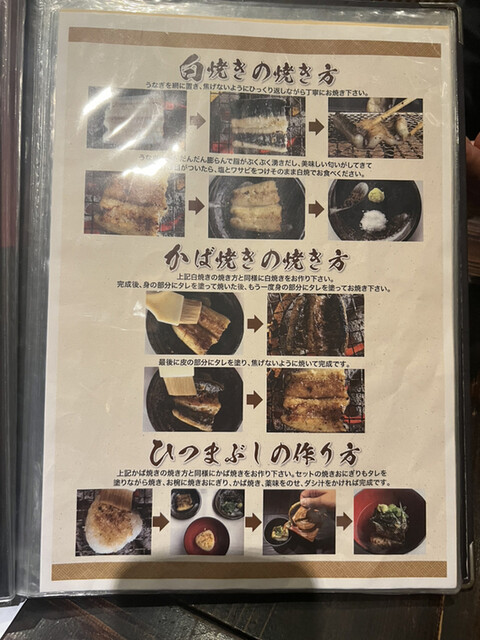 白焼きの焼き方
うなぎを網に置き、焦げないようにひっくり返しながら丁寧にお焼き下さい。
うな だんだん膨らんで脂がぷくぷく湧きだし、美味しい匂いがしてきて
がついたら、塩とワサビをつけそのまま白焼でお食べください。
かば焼きの焼き方
上記白焼きの焼き方と同様に白焼きをお作り下さい。
完成後、身の部分にタレを塗って焼いた後、もう一度身の部分にタレを塗ってお焼き下さい。
最後に皮の部分にタレを塗り、焦げないように焼いて完成です。
ひつまぶしの作り方
上記かば焼きの焼き方と同様にかば焼きをお作り下さい。セットの焼きおにぎりもタレを
塗りながら焼き、お椀に焼きおにぎり、かば焼き、薬味をのせ、ダシ汁をかければ完成です。